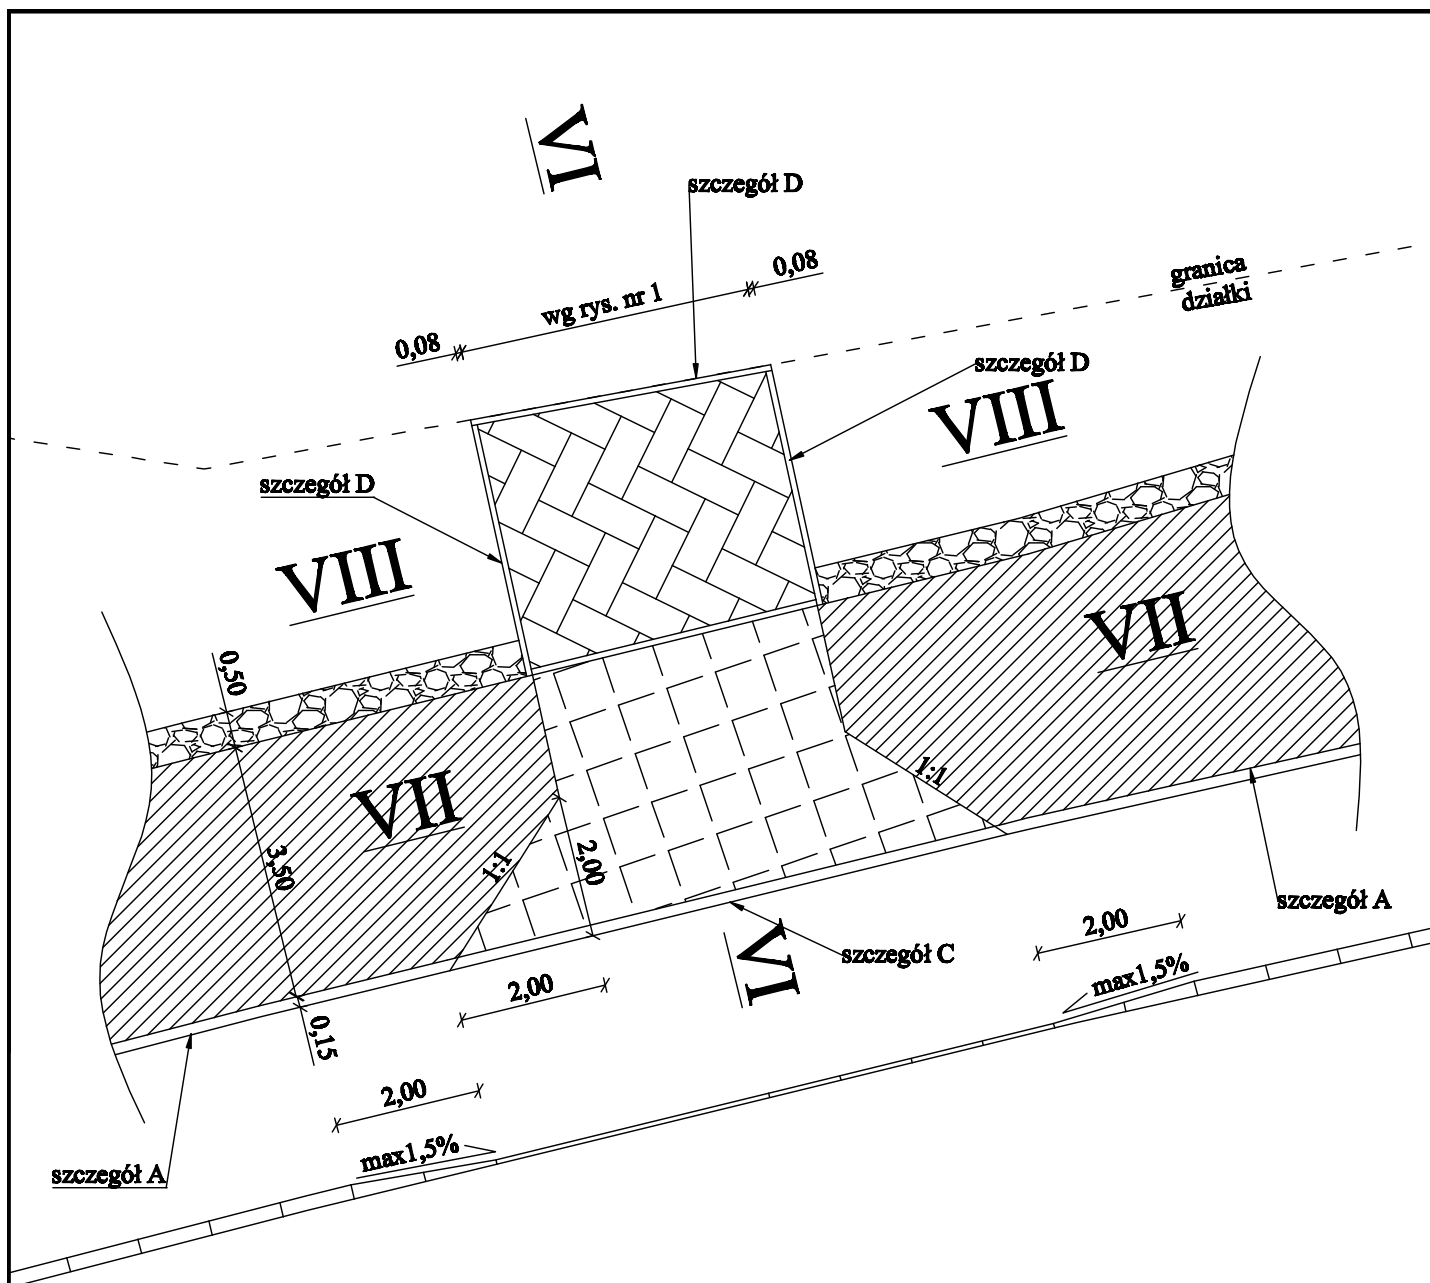 VI
szczegół D
0,08
wg rys. nr 1
0,08
granica
działki
szczegół D
VIII
szczegół D
VIII
0,50
VII
VII
1:1
1:1
3,50
2,00
szczegół A
2,00
szczegół C
VI
2,00
max1,5%
0,15
2,00
max1,5%
szczegół A